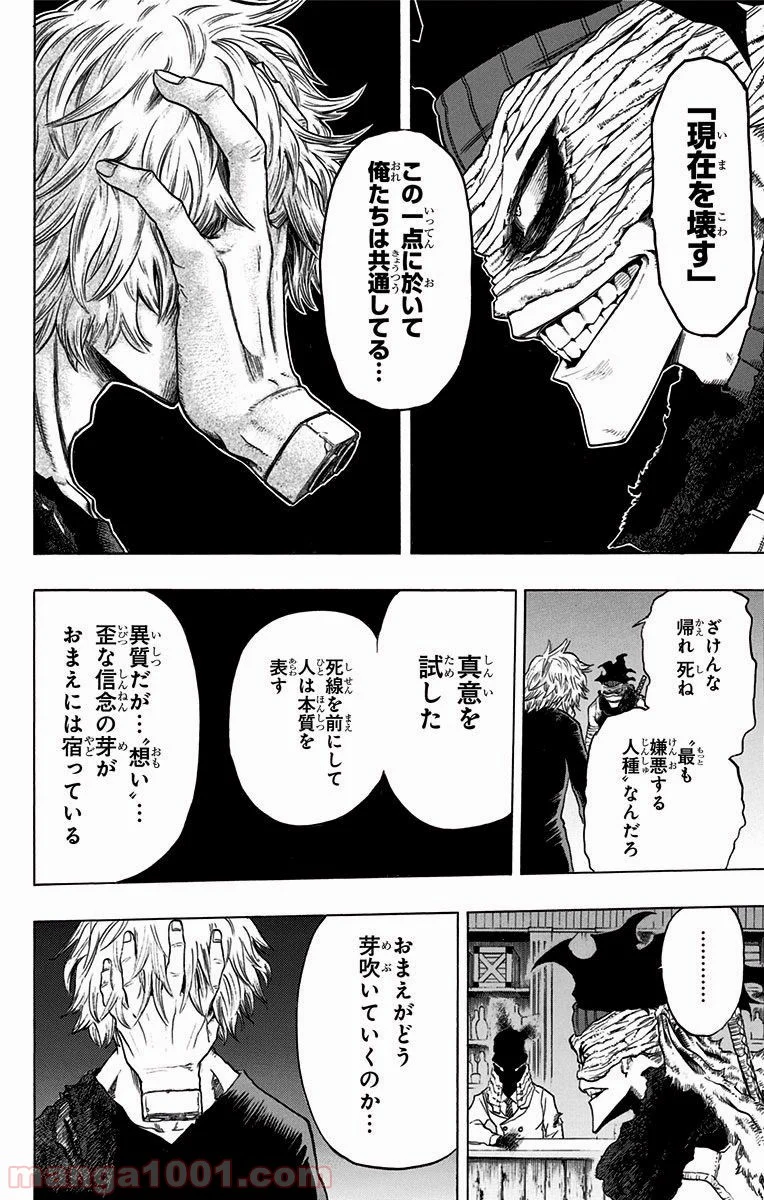 「現在を壊す」
この一点に於いて
俺たちは共通してる…
ざけんな
帰れ 死ね
〝最も
嫌悪する
人種〟なんだろ
真意を
試した
死線を前にして
人は本質を
表す
異質だが…〝想い〟…
歪な信念の芽が
おまえには宿っている
………
おまえがどう
芽吹いていくのか…
manga1001.com